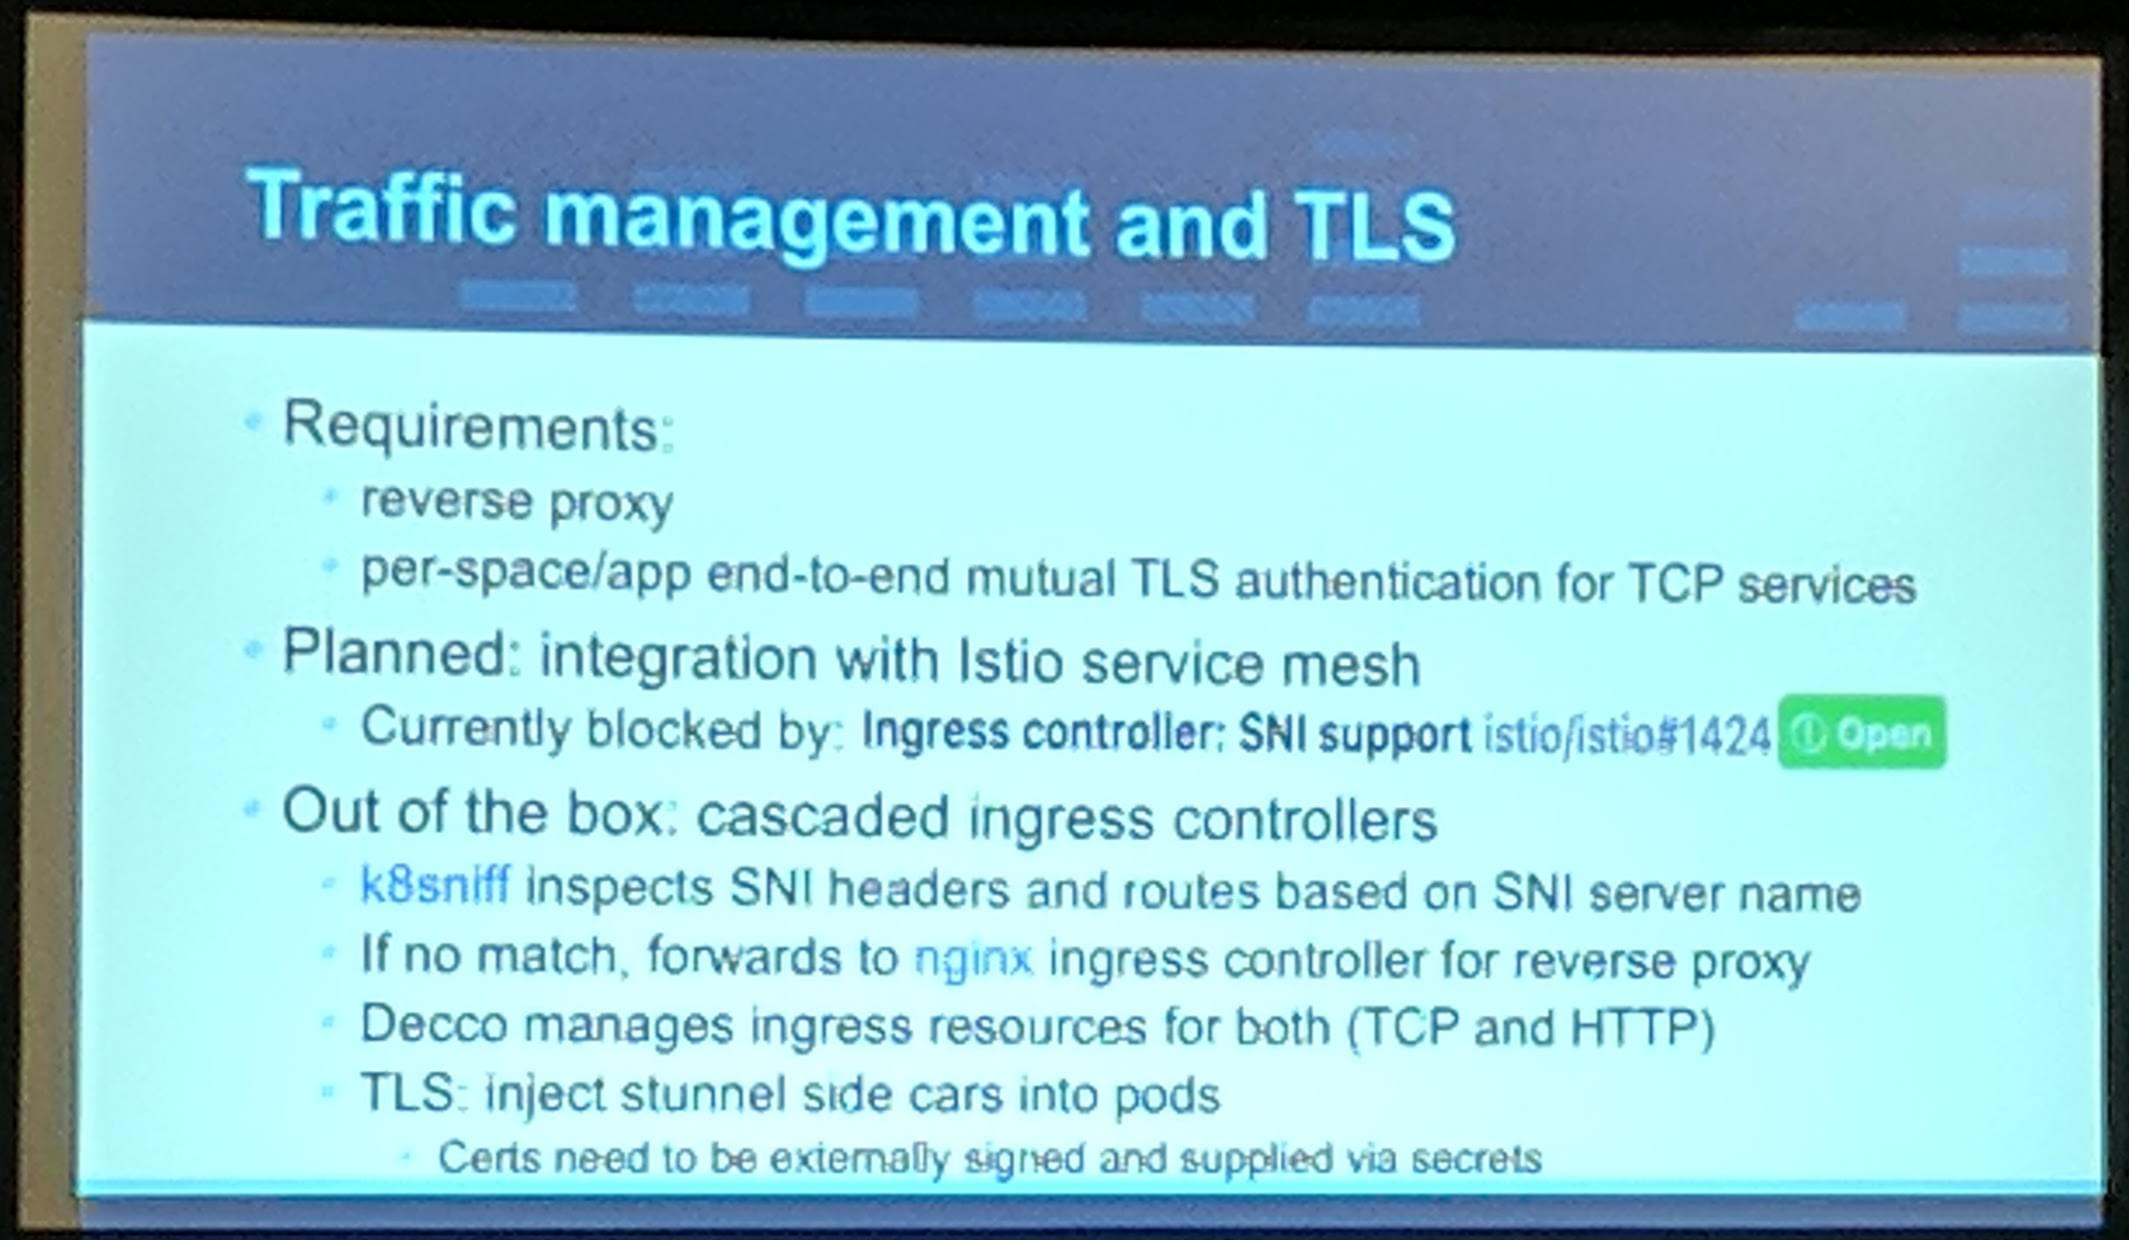 Traffic management and TLS
Requirements:
reverse proxy
per-space/app end-to-end mutual TLS authentication for TCP services
Planned: integration with Istio service mesh
Currently blocked by: Ingress controller: SNI support istio/istio#1424 Open
Out of the box: cascaded ingress controllers
k8sniff inspects SNI headers and routes based on SNI server name
If no match, forwards to nginx ingress controller for reverse proxy
Decco manages ingress resources for both (TCP and HTTP)
TLS: inject stunnel side cars into pods
Certs need to be externally signed and supplied via secrets